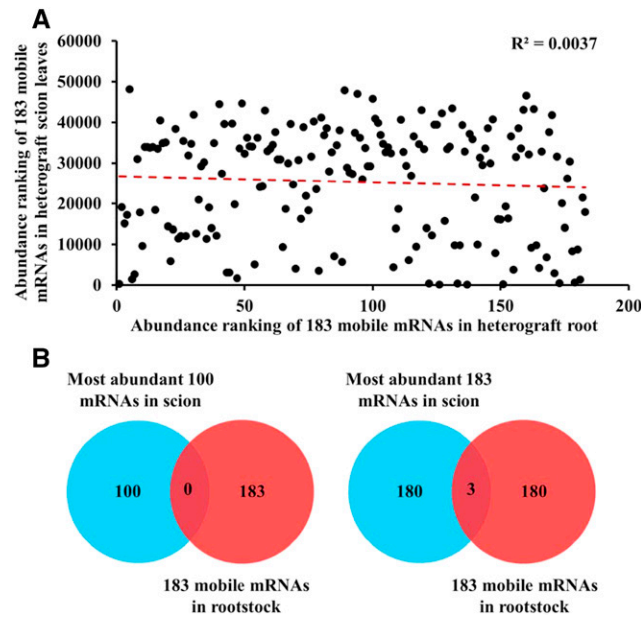 A
R² = 0.0037
Abundance ranking of 183 mobile
mRNAs in heterograft scion leaves
60000
50000
40000
30000
20000
10000
0
0
50
100
150
200
Abundance ranking of 183 mobile mRNAs in heterograft root
B
Most abundant 100
mRNAs in scion
100
0
183
183 mobile mRNAs
in rootstock
Most abundant 183
mRNAs in scion
180
3
180
183 mobile mRNAs
in rootstock